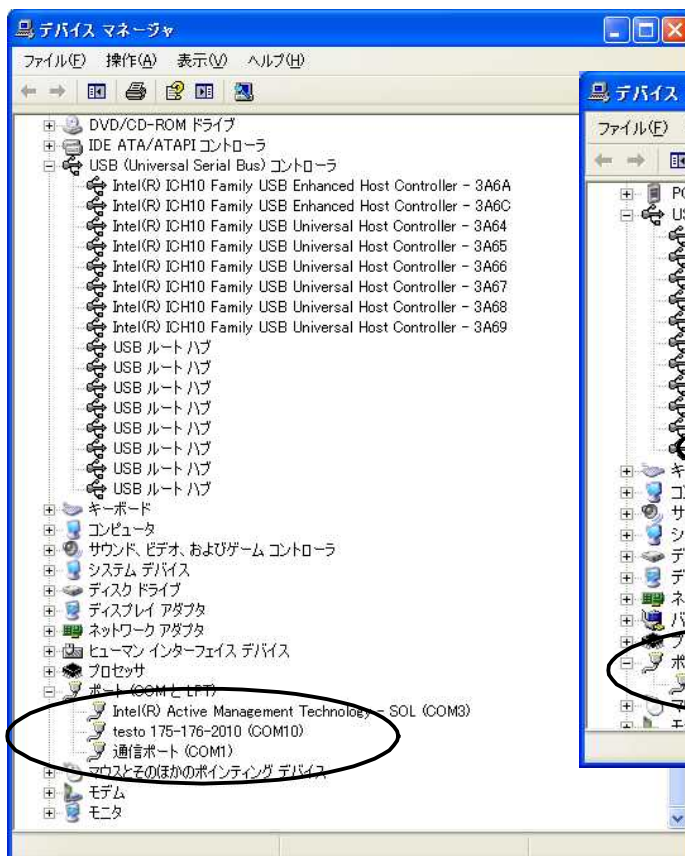 デバイス マネージャ
ファイル(F) 操作(A) 表示(V) ヘルプ(H)
DVD/CD-ROM ドライブ
IDE ATA/ATAPI コントローラ
USB (Universal Serial Bus) コントローラ
Intel(R) ICH10 Family USB Enhanced Host Controller - 3A6A
Intel(R) ICH10 Family USB Enhanced Host Controller - 3A6C
Intel(R) ICH10 Family USB Universal Host Controller - 3A64
Intel(R) ICH10 Family USB Universal Host Controller - 3A65
Intel(R) ICH10 Family USB Universal Host Controller - 3A66
Intel(R) ICH10 Family USB Universal Host Controller - 3A67
Intel(R) ICH10 Family USB Universal Host Controller - 3A68
Intel(R) ICH10 Family USB Universal Host Controller - 3A69
USB ルート ハブ
USB ルート ハブ
USB ルート ハブ
USB ルート ハブ
USB ルート ハブ
USB ルート ハブ
USB ルート ハブ
USB ルート ハブ
キーボード
コンピュータ
サウンド、ビデオ、およびゲーム コントローラ
システム デバイス
ディスク ドライブ
ディスプレイ アダプタ
ネットワーク アダプタ
ヒューマン インターフェイス デバイス
プロセッサ
ポート (COM と LPT)
Intel(R) Active Management Technology - SOL (COM3)
testo 175-176-2010 (COM10)
通信ポート (COM1)
マウスとそのほかのポインティング デバイス
モデム
モニタ
デバイス
ファイル(F)
PC
US
キ
コ
サ
シ
デ
デ
ネ
バ
プ
ポ
マ
モ